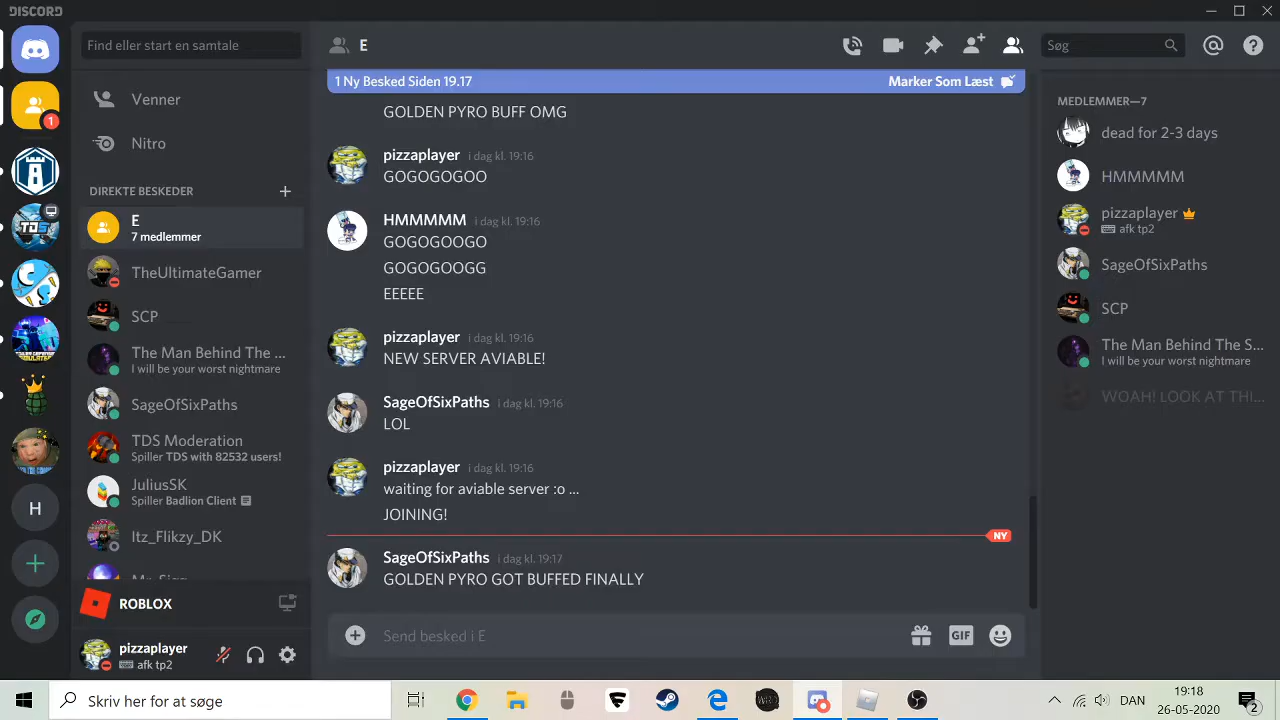 DISCORD
Find eller start en samtale
Venner
Nitro
DIREKTE BESKEDER
E
7 medlemmer
TheUltimateGamer
SCP
The Man Behind The ...
I will be your worst nightmare
SageOfSixPaths
TDS Moderation
Spiller TDS with 82532 users!
JuliusSK
Spiller Badlion Client
Itz_Flikzy_DK
ROBLOX
pizzaplayer
afk tp2
1
TDS
H
E
Søg
1 Ny Besked Siden 19.17
Marker Som Læst
GOLDEN PYRO BUFF OMG
pizzaplayer i dag kl. 19:16
GOGOGOGOO
HMMMMM i dag kl. 19:16
GOGOGOOGO
GOGOGOOGG
EEEEE
pizzaplayer i dag kl. 19:16
NEW SERVER AVIABLE!
SageOfSixPaths i dag kl. 19:16
LOL
pizzaplayer i dag kl. 19:16
waiting for aviable server :o ...
JOINING!
NY
SageOfSixPaths i dag kl. 19:17
GOLDEN PYRO GOT BUFFED FINALLY
Send besked i E
GIF
MEDLEMMER—7
dead for 2-3 days
HMMMMM
pizzaplayer
afk tp2
SageOfSixPaths
SCP
The Man Behind The S...
I will be your worst nightmare
WOAH! LOOK AT THI...
Skriv her for at søge
DAN
19:18
26-05-2020
2